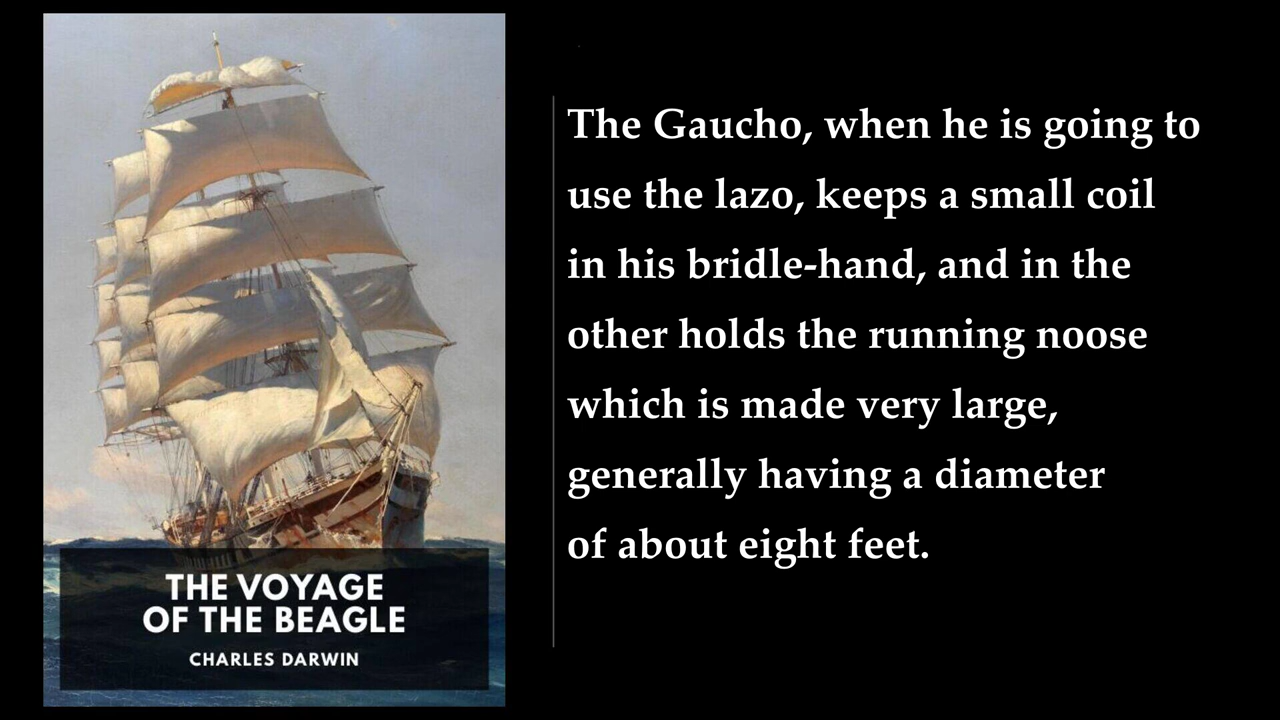 THE VOYAGE
OF THE BEAGLE
CHARLES DARWIN
The Gaucho, when he is going to
use the lazo, keeps a small coil
in his bridle-hand, and in the
other holds the running noose
which is made very large,
generally having a diameter
of about eight feet.